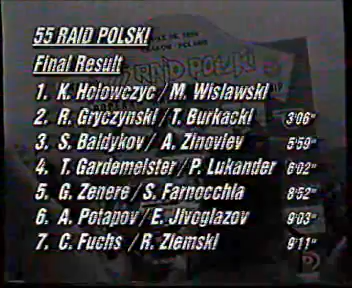 55 RAID POLSKI
Final Result
1. K. Holowczyc / M. Wislawski
2. R. Gryczynski / T. Burkacki 3'06"
3. S. Baldykov / A. Zinoviev 5'59"
4. T. Gardemeister / P. Lukander 6'02"
5. G. Zenere / S. Farnocchia 8'52"
6. A. Potapov / E. Jivoglazov 9'03"
7. C. Fuchs / R. Ziemski 9'11"